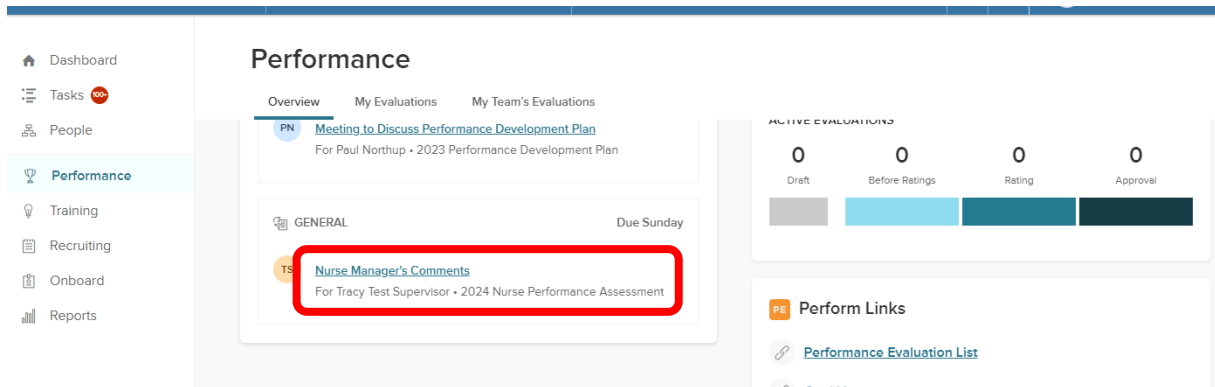 Performance
Dashboard
Tasks 100+
People
Performance
Training
Recruiting
Onboard
Reports
Overview My Evaluations My Team's Evaluations
PN Meeting to Discuss Performance Development Plan
For Paul Northup • 2023 Performance Development Plan
GENERAL Due Sunday
TS Nurse Manager's Comments
For Tracy Test Supervisor • 2024 Nurse Performance Assessment
ACTIVE EVALUATIONS
0 0 0 0
Draft Before Ratings Rating Approval
PE Perform Links
Performance Evaluation List